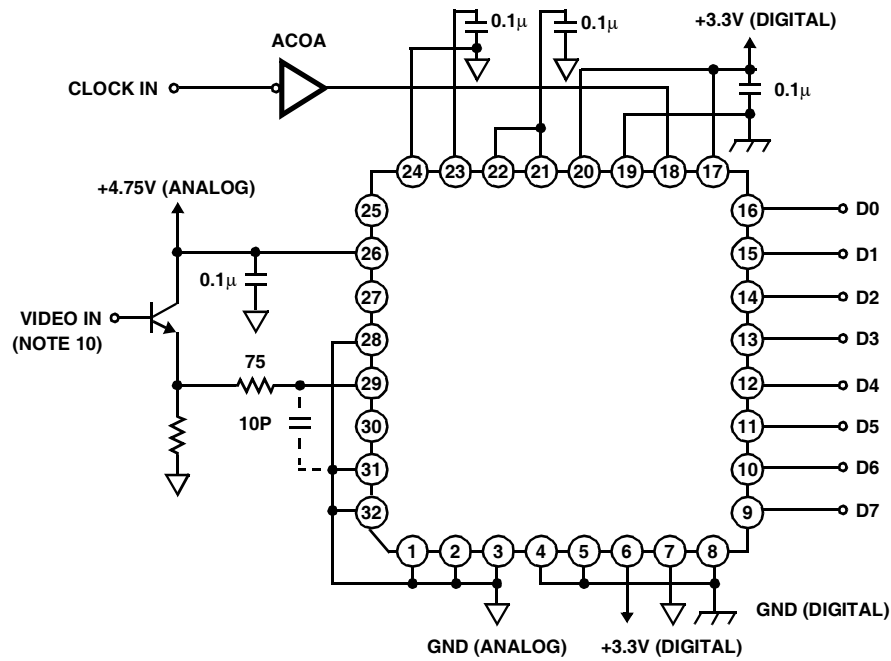 ACOA
0.1μ
0.1μ
+3.3V (DIGITAL)
CLOCK IN
0.1μ
24 23 22 21 20 19 18 17
+4.75V (ANALOG)
25
16 D0
26
15 D1
0.1μ
27
14 D2
VIDEO IN
(NOTE 10)
28
13 D3
75
29
12 D4
10P
30
11 D5
31
10 D6
32
9 D7
1 2 3 4 5 6 7 8
GND (DIGITAL)
GND (ANALOG)
+3.3V (DIGITAL)